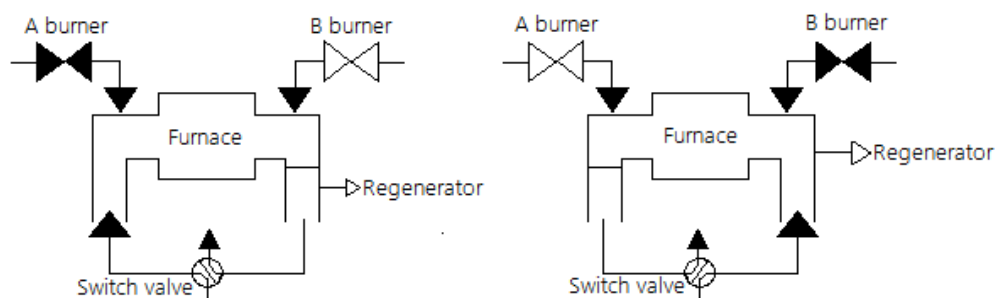 A burner
B burner
Furnace
Regenerator
Switch valve
A burner
B burner
Furnace
Regenerator
Switch valve